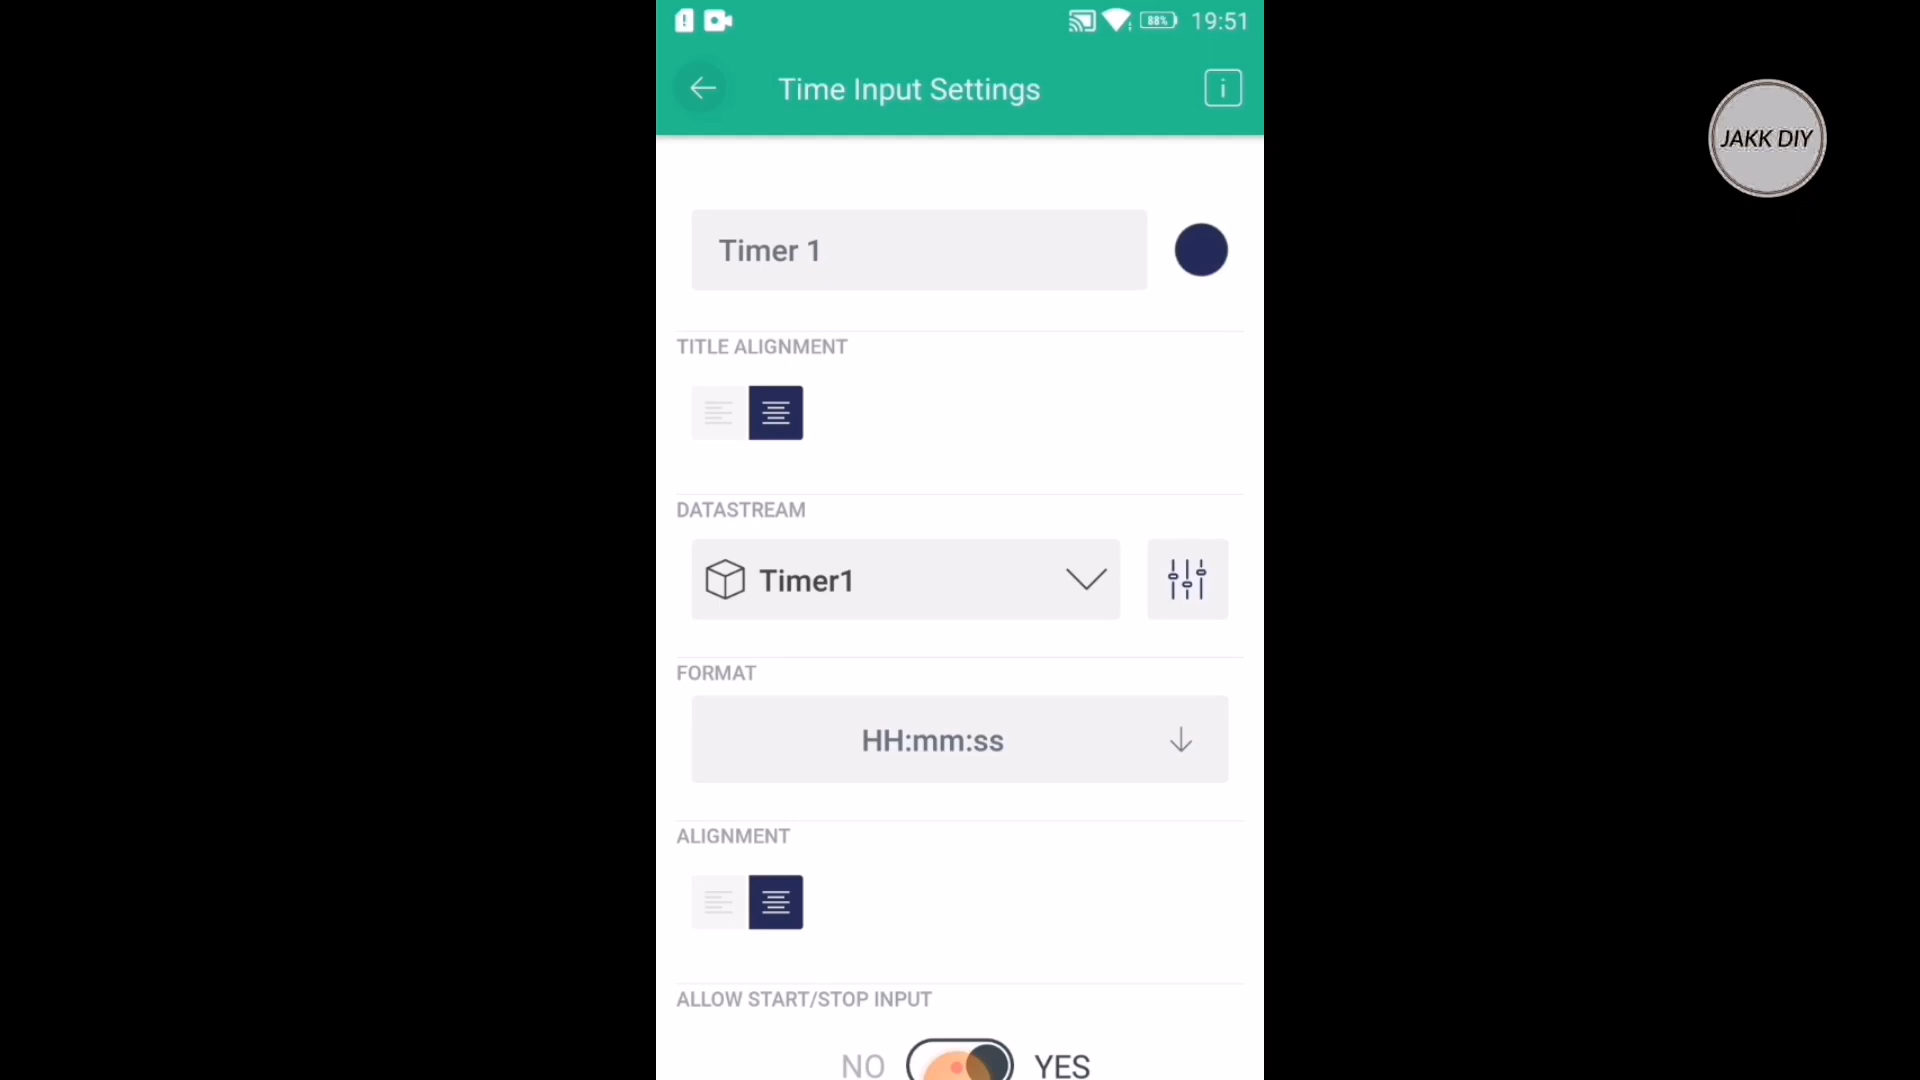 88% 19:51
Time Input Settings
i
JAKK DIY
Timer 1
TITLE ALIGNMENT
DATASTREAM
Timer1
FORMAT
HH:mm:ss
ALIGNMENT
ALLOW START/STOP INPUT
NO YES